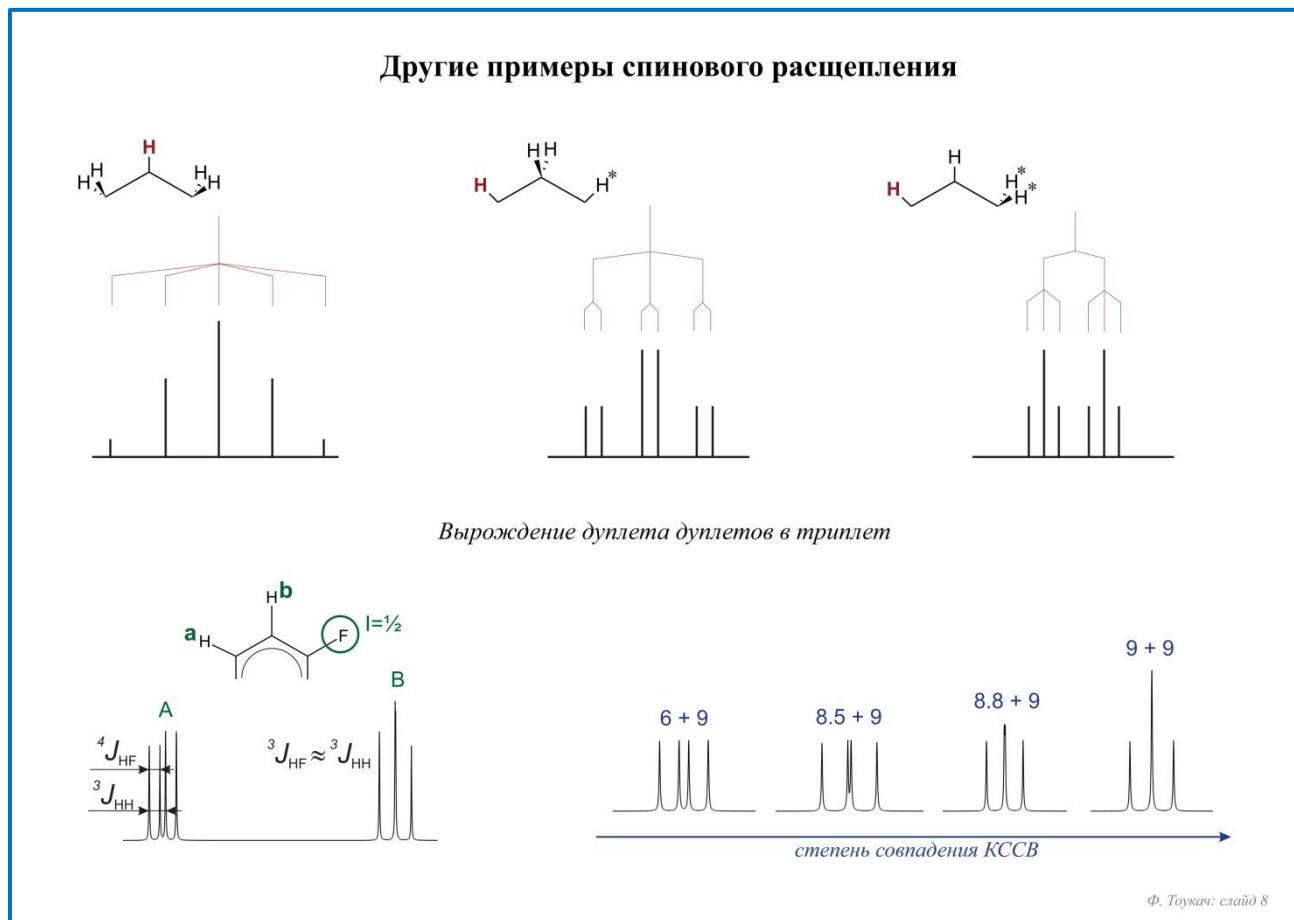 Другие примеры спинового расщепления
H
H
H
H
H
H H
H
H*
H
H
H*
H*
Вырождение дуплета дуплетов в триплет
H b
a H
F
I=½
A
B
⁴J_HF
³J_HH
³J_HF ≈ ³J_HH
6 + 9
8.5 + 9
8.8 + 9
9 + 9
степень совпадения КССВ
Ф. Тоукач: слайд 8